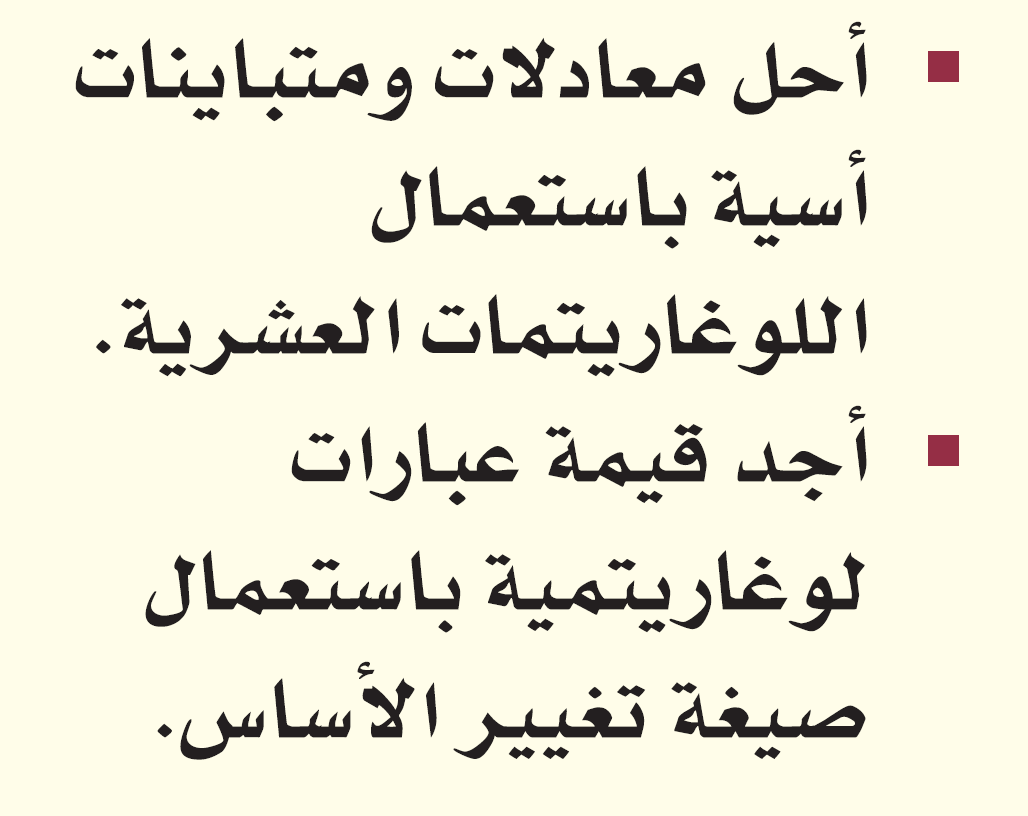 أحل معادلات ومتباينات
أسية باستعمال
اللوغاريتمات العشرية.
أجد قيمة عبارات
لوغاريتمية باستعمال
صيغة تغيير الأساس.